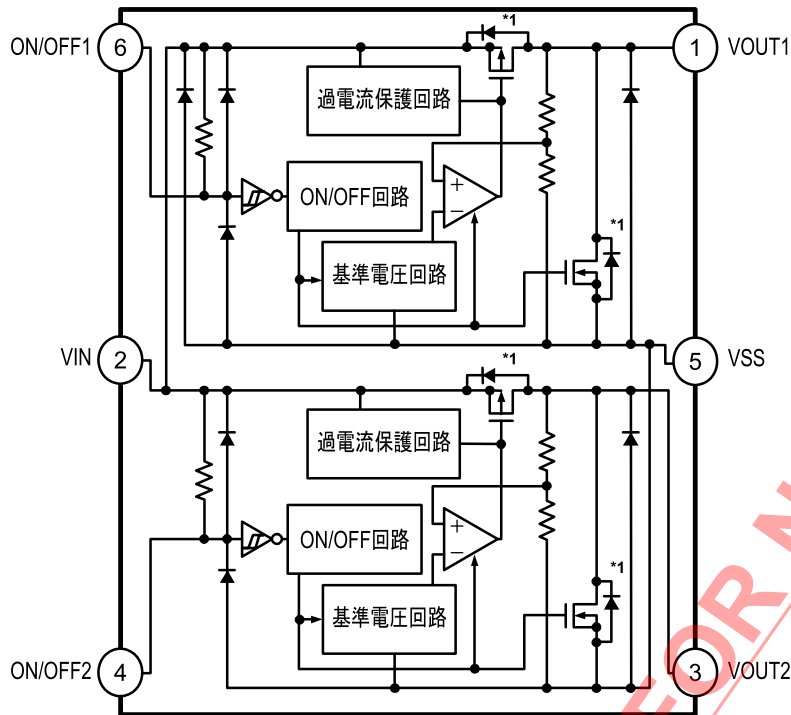 ON/OFF1
6
*1
1
VOUT1
過電流保護回路
ON/OFF回路
+
−
*1
基準電圧回路
VIN
2
*1
5
VSS
過電流保護回路
ON/OFF回路
+
−
*1
基準電圧回路
ON/OFF2
4
3
VOUT2
FOR N